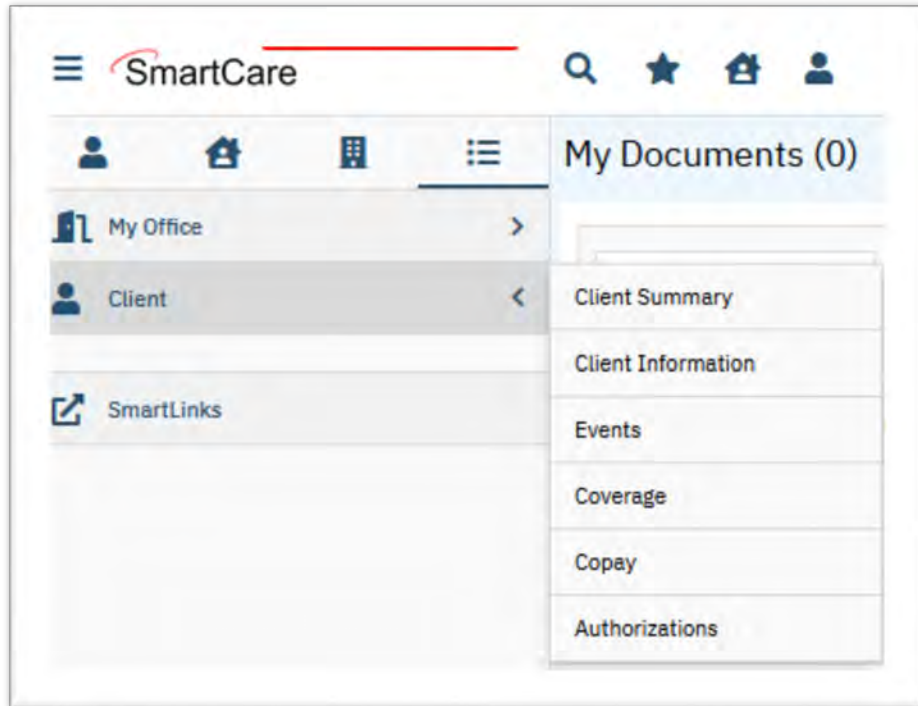 SmartCare
My Documents (0)
My Office
Client
Client Summary
Client Information
SmartLinks
Events
Coverage
Copay
Authorizations